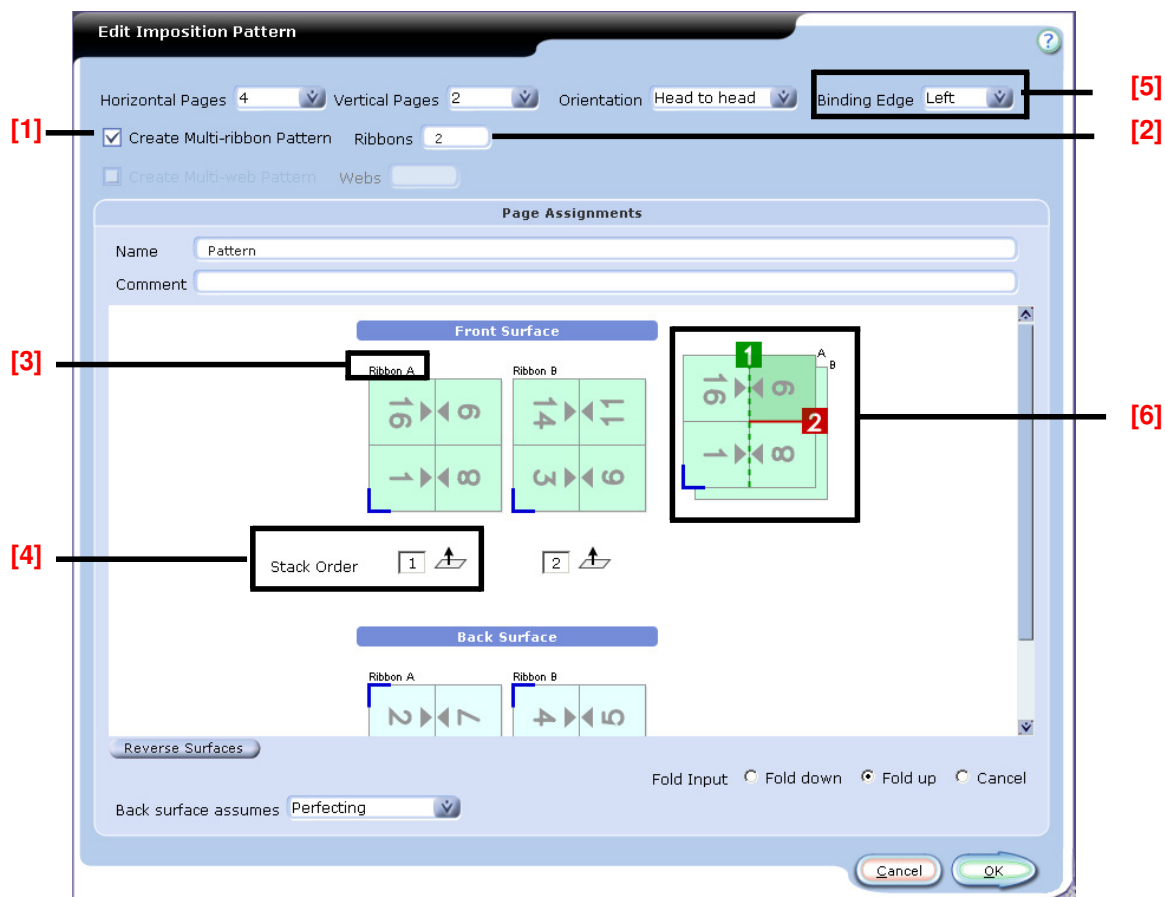 Edit Imposition Pattern
?
Horizontal Pages 4 Vertical Pages 2 Orientation Head to head Binding Edge Left [5]
[1] Create Multi-ribbon Pattern Ribbons 2 [2]
Create Multi-web Pattern Webs
Page Assignments
Name Pattern
Comment
Front Surface
[3] Ribbon A Ribbon B 1 A
B
16 9 14 11 16 9
2 [6]
1 8 3 6 1 8
[4] Stack Order 1 2
Back Surface
Ribbon A Ribbon B
2 7 4 5
Reverse Surfaces
Fold Input Fold down Fold up Cancel
Back surface assumes Perfecting
Cancel OK